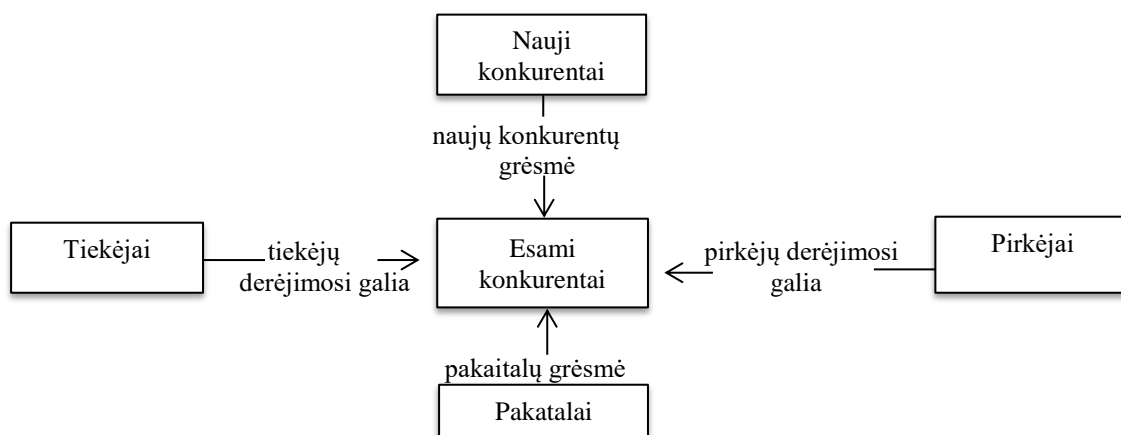 Nauji
konkurentai
naujų konkurentų
grėsmė
Tiekėjai
tiekėjų
derėjimosi galia
Esami
konkurentai
pirkėjų derėjimosi
galia
Pirkėjai
pakaitalų grėsmė
Pakatalai